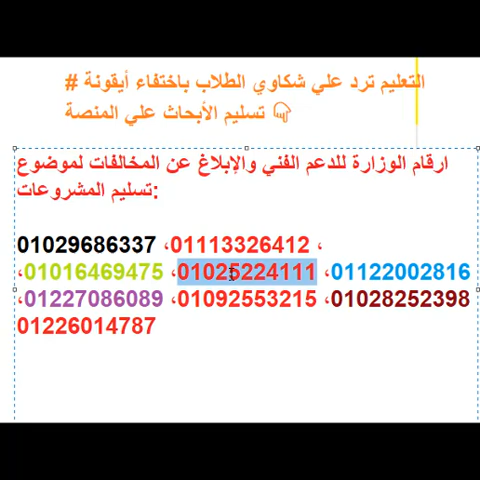 # التعليم ترد علي شكاوي الطلاب باختفاء أيقونة
تسليم الأبحاث علي المنصة 👇
ارقام الوزارة للدعم الفني والإبلاغ عن المخالفات لموضوع
تسليم المشروعات:
01029686337 ،01113326412 ،
،01016469475 ،01025224111 ،01122002816
،01227086089 ،01092553215 ،01028252398
01226014787